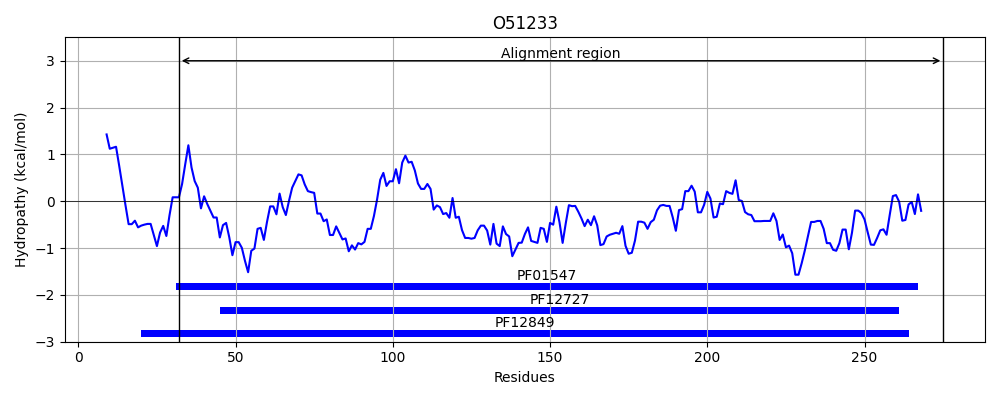 O51233
Alignment region
Hydropathy (kcal/mol)
3
2
1
0
−1
−2
−3
PF01547
PF12727
PF12849
0 50 100 150 200 250
Residues